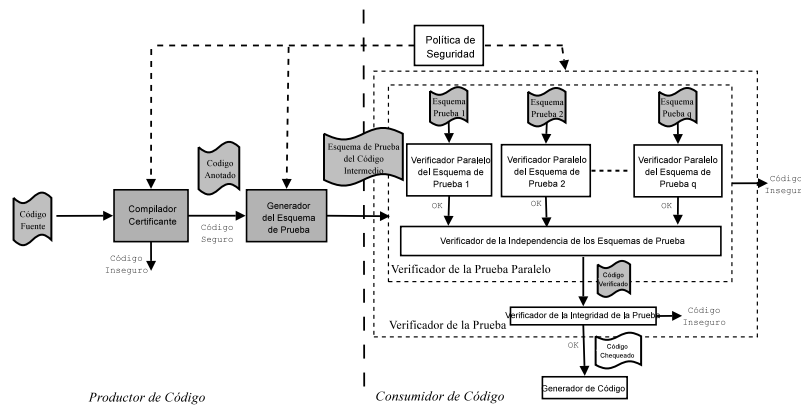 Política de
Seguridad
Esquema
Prueba 1
Esquema
Prueba 2
Esquema
Pueba q
Esquema de Prueba
del Código
Intermedio
Codigo
Anotado
Verificador Paralelo
del Esquema de
Prueba 1
Verificador Paralelo
del Esquema
de Prueba 2
Verificador Paralelo
del Esquema de
Prueba q
Código
Insegur
Código
Fuente
Compilador
Certificante
Código
Seguro
Generador
del Esquema
de Prueba
OK
OK
OK
Código
Inseguro
Verificador de la Independencia de los Esquemas de Prueba
Verificador de la Prueba Paralelo
Código
Verificado
Verificador de la Integridad de la Prueba
Código
Inseguro
Verificador de la Prueba
OK
Código
Chequeado
Generador de Código
Productor de Código
Consumidor de Código